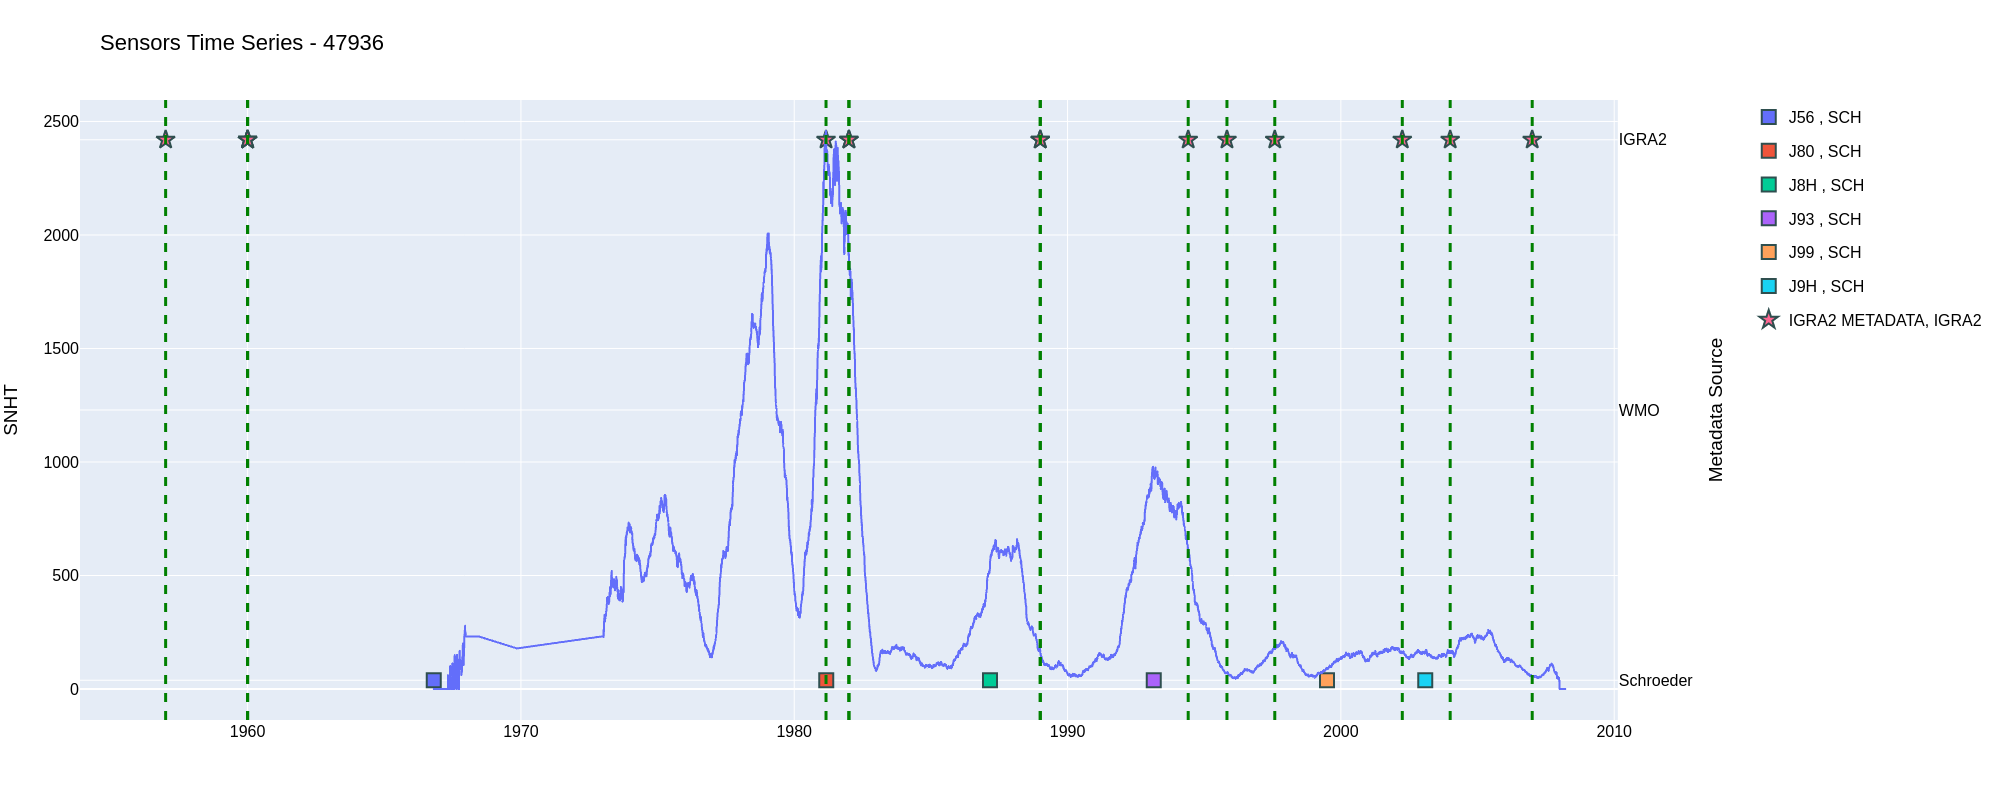 Sensors Time Series - 47936
SNHT
2500
2000
1500
1000
500
0
1960
1970
1980
1990
2000
2010
IGRA2
WMO
Schroeder
Metadata Source
J56 , SCH
J80 , SCH
J8H , SCH
J93 , SCH
J99 , SCH
J9H , SCH
IGRA2 METADATA, IGRA2